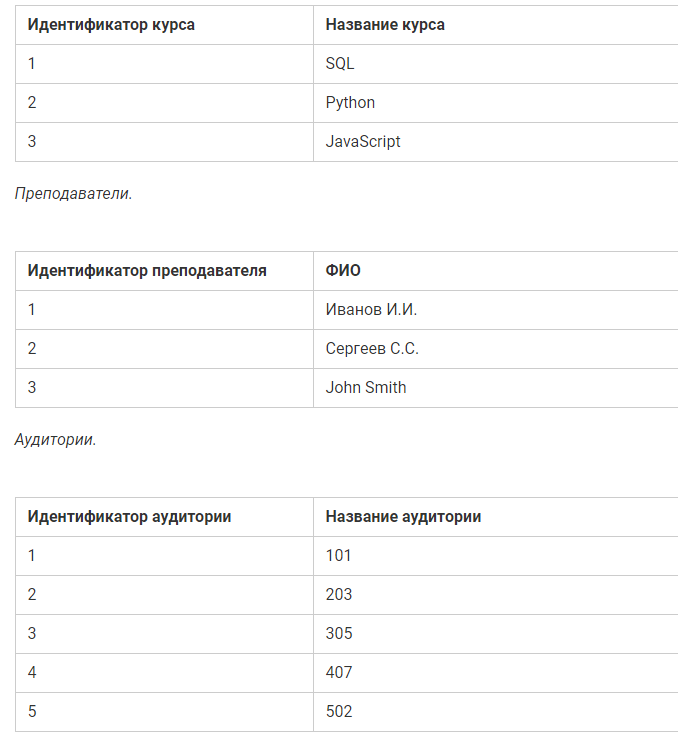 Идентификатор курса Название курса
1 SQL
2 Python
3 JavaScript
Преподаватели.
Идентификатор преподавателя ФИО
1 Иванов И.И.
2 Сергеев С.С.
3 John Smith
Аудитории.
Идентификатор аудитории Название аудитории
1 101
2 203
3 305
4 407
5 502